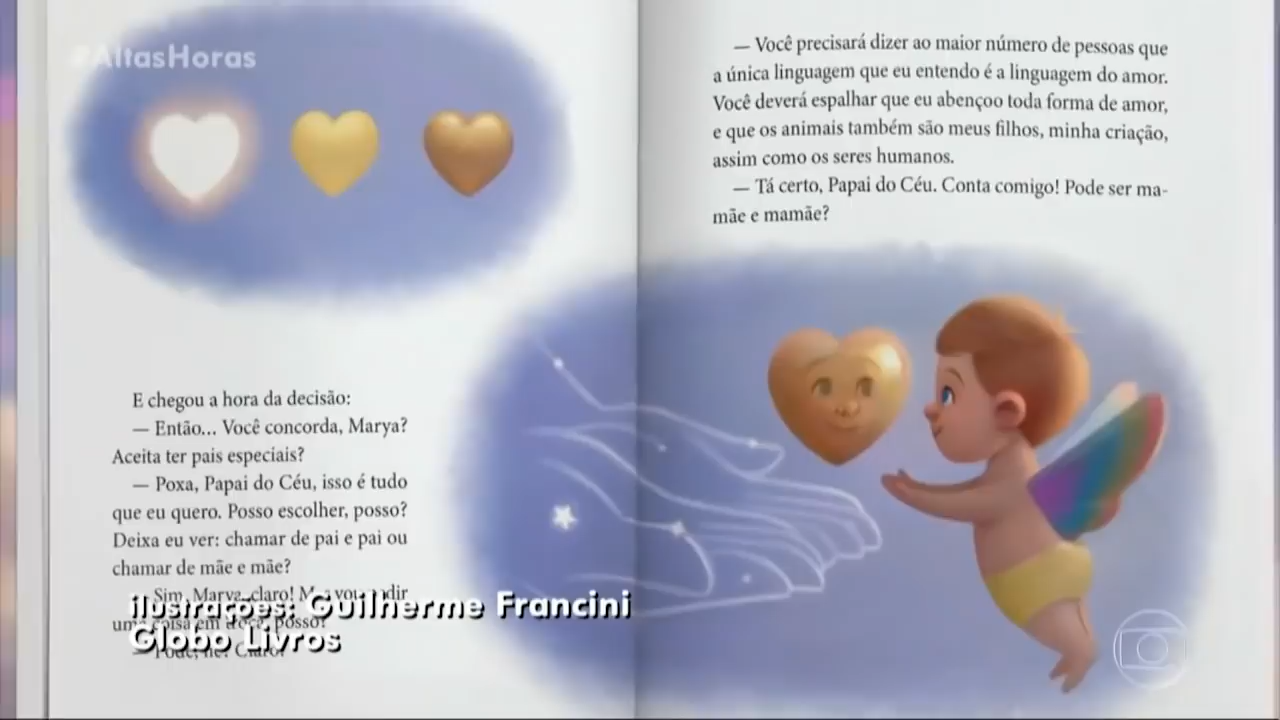 #AltasHoras
E chegou a hora da decisão:
— Então... Você concorda, Marya?
Aceita ter pais especiais?
— Poxa, Papai do Céu, isso é tudo
que eu quero. Posso escolher, posso?
Deixa eu ver: chamar de pai e pai ou
chamar de mãe e mãe?
Sim, Marya, claro!
ilustrações: Guilherme Francini
Globo Livros
— Você precisará dizer ao maior número de pessoas que
a única linguagem que eu entendo é a linguagem do amor.
Você deverá espalhar que eu abençoo toda forma de amor,
e que os animais também são meus filhos, minha criação,
assim como os seres humanos.
— Tá certo, Papai do Céu. Conta comigo! Pode ser ma-
mãe e mamãe?